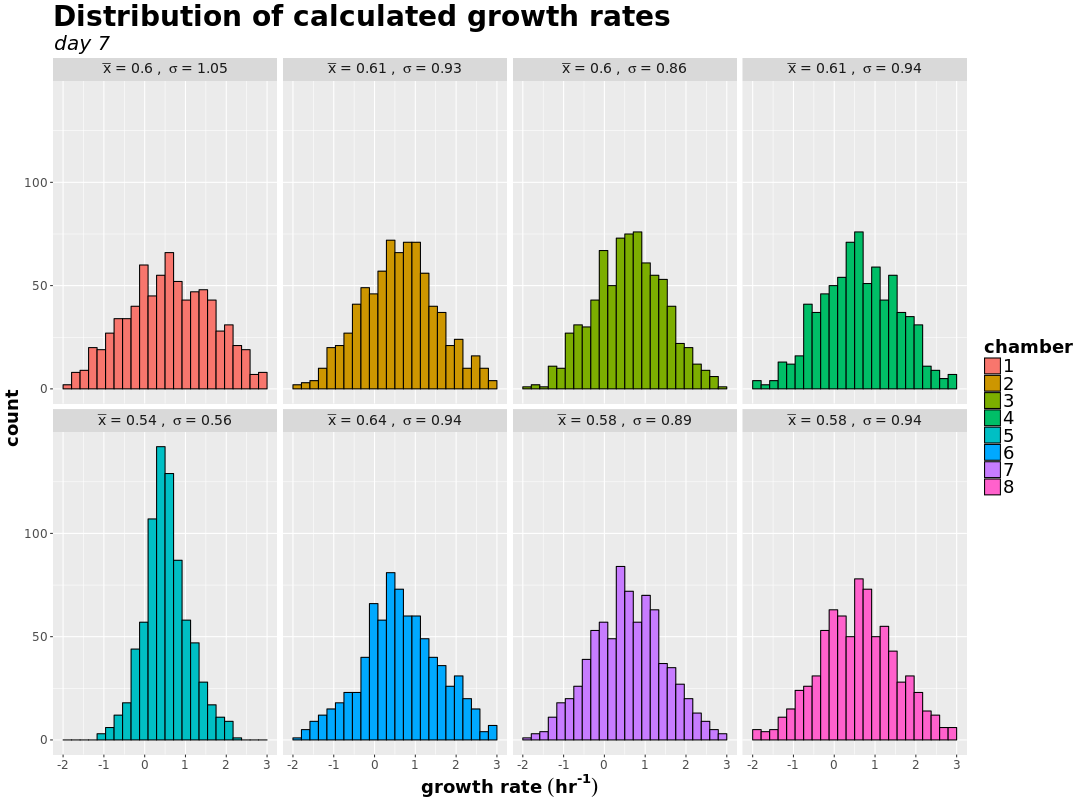 Distribution of calculated growth rates
day 7
x̅ = 0.6 , σ = 1.05
x̅ = 0.61 , σ = 0.93
x̅ = 0.6 , σ = 0.86
x̅ = 0.61 , σ = 0.94
100
50
0
x̅ = 0.54 , σ = 0.56
x̅ = 0.64 , σ = 0.94
x̅ = 0.58 , σ = 0.89
x̅ = 0.58 , σ = 0.94
100
50
0
-2 -1 0 1 2 3
-2 -1 0 1 2 3
-2 -1 0 1 2 3
-2 -1 0 1 2 3
count
growth rate (hr⁻¹)
chamber
1
2
3
4
5
6
7
8